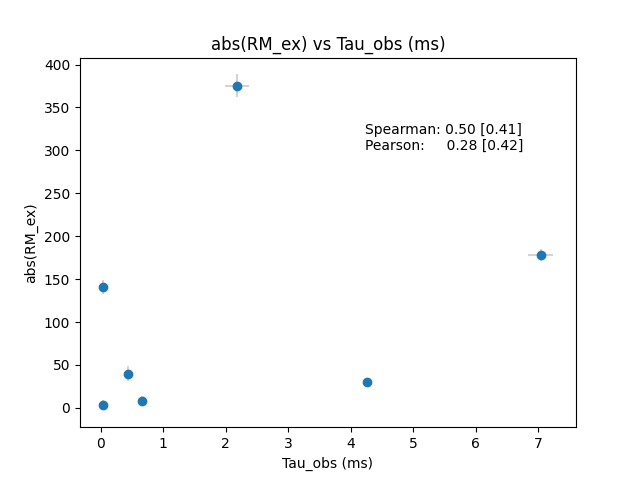 abs(RM_ex) vs Tau_obs (ms)
400
350
300
250
200
150
100
50
0
abs(RM_ex)
Spearman: 0.50 [0.41]
Pearson: 0.28 [0.42]
0 1 2 3 4 5 6 7
Tau_obs (ms)